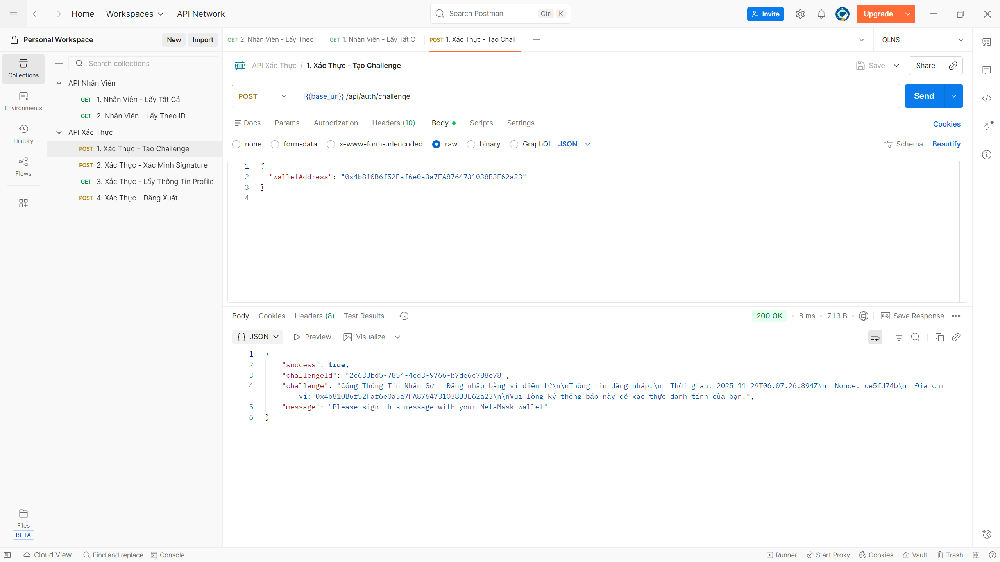 Home Workspaces API Network
Search Postman Ctrl K
Invite
Upgrade
Personal Workspace
New Import
GET 2. Nhân Viên - Lấy Theo
GET 1. Nhân Viên - Lấy Tất C
POST 1. Xác Thực - Tạo Chall
QLNS
Collections
Environments
History
Flows
Files
BETA
Search collections
API Nhân Viên
GET 1. Nhân Viên - Lấy Tất Cả
GET 2. Nhân Viên - Lấy Theo ID
API Xác Thực
POST 1. Xác Thực - Tạo Challenge
POST 2. Xác Thực - Xác Minh Signature
GET 3. Xác Thực - Lấy Thông Tin Profile
POST 4. Xác Thực - Đăng Xuất
HTTP API Xác Thực / 1. Xác Thực - Tạo Challenge
Save Share
POST {{base_url}} /api/auth/challenge
Send
Docs Params Authorization Headers (10) Body Scripts Settings
Cookies
none form-data x-www-form-urlencoded raw binary GraphQL JSON
Schema Beautify
1 {
2 "walletAddress": "0x4b810B6f52Faf6e0a3a7FA8764731038B3E62a23"
3 }
4
Body Cookies Headers (8) Test Results
200 OK 8 ms 713 B
e.g. Save Response
{} JSON Preview Visualize
1 {
2 "success": true,
3 "challengeId": "2c633bd5-7854-4cd3-9766-b7de6c788e78",
4 "challenge": "Cổng Thông Tin Nhân Sự - Đăng nhập bằng ví điện tử\n\nThông tin đăng nhập:\n- Thời gian: 2025-11-29T06:07:26.894Z\n- Nonce: ce5fd74b\n- Địa chỉ
ví: 0x4b810B6f52Faf6e0a3a7FA8764731038B3E62a23\n\nVui lòng ký thông báo này để xác thực danh tính của bạn.",
5 "message": "Please sign this message with your MetaMask wallet"
6 }
Cloud View Find and replace Console
Runner Start Proxy Cookies Vault Trash